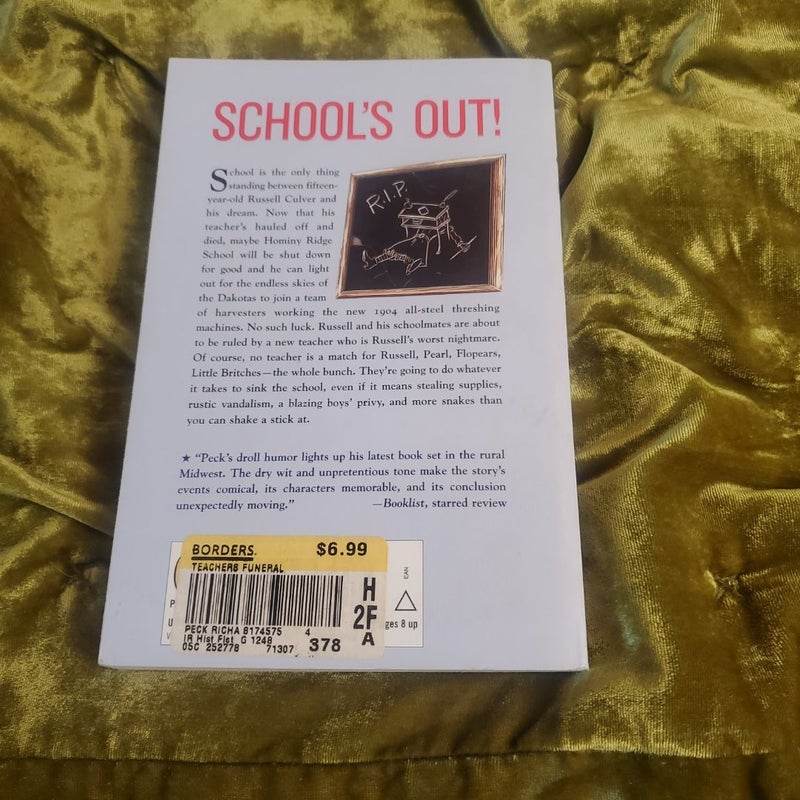 SCHOOL'S OUT!
School is the only thing
standing between fifteen-
year-old Russell Culver and
his dream. Now that his
teacher's hauled off and
died, maybe Hominy Ridge
School will be shut down
for good and he can light
out for the endless skies of
the Dakotas to join a team
R.I.P.
of harvesters working the new 1904 all-steel threshing
machines. No such luck. Russell and his schoolmates are about
to be ruled by a new teacher who is Russell's worst nightmare.
Of course, no teacher is a match for Russell, Pearl, Flopears,
Little Britches—the whole bunch. They're going to do whatever
it takes to sink the school, even if it means stealing supplies,
rustic vandalism, a blazing boys' privy, and more snakes than
you can shake a stick at.
★ “Peck's droll humor lights up his latest book set in the rural
Midwest. The dry wit and unpretentious tone make the story's
events comical, its characters memorable, and its conclusion
unexpectedly moving.” —Booklist, starred review
BORDERS. $6.99
TEACHERS FUNERAL
PECK RICHA 8174575 4
IR Hist Fist G 1248
05C 252778 71307 378
H
2F
A
EAN
ges 8 up